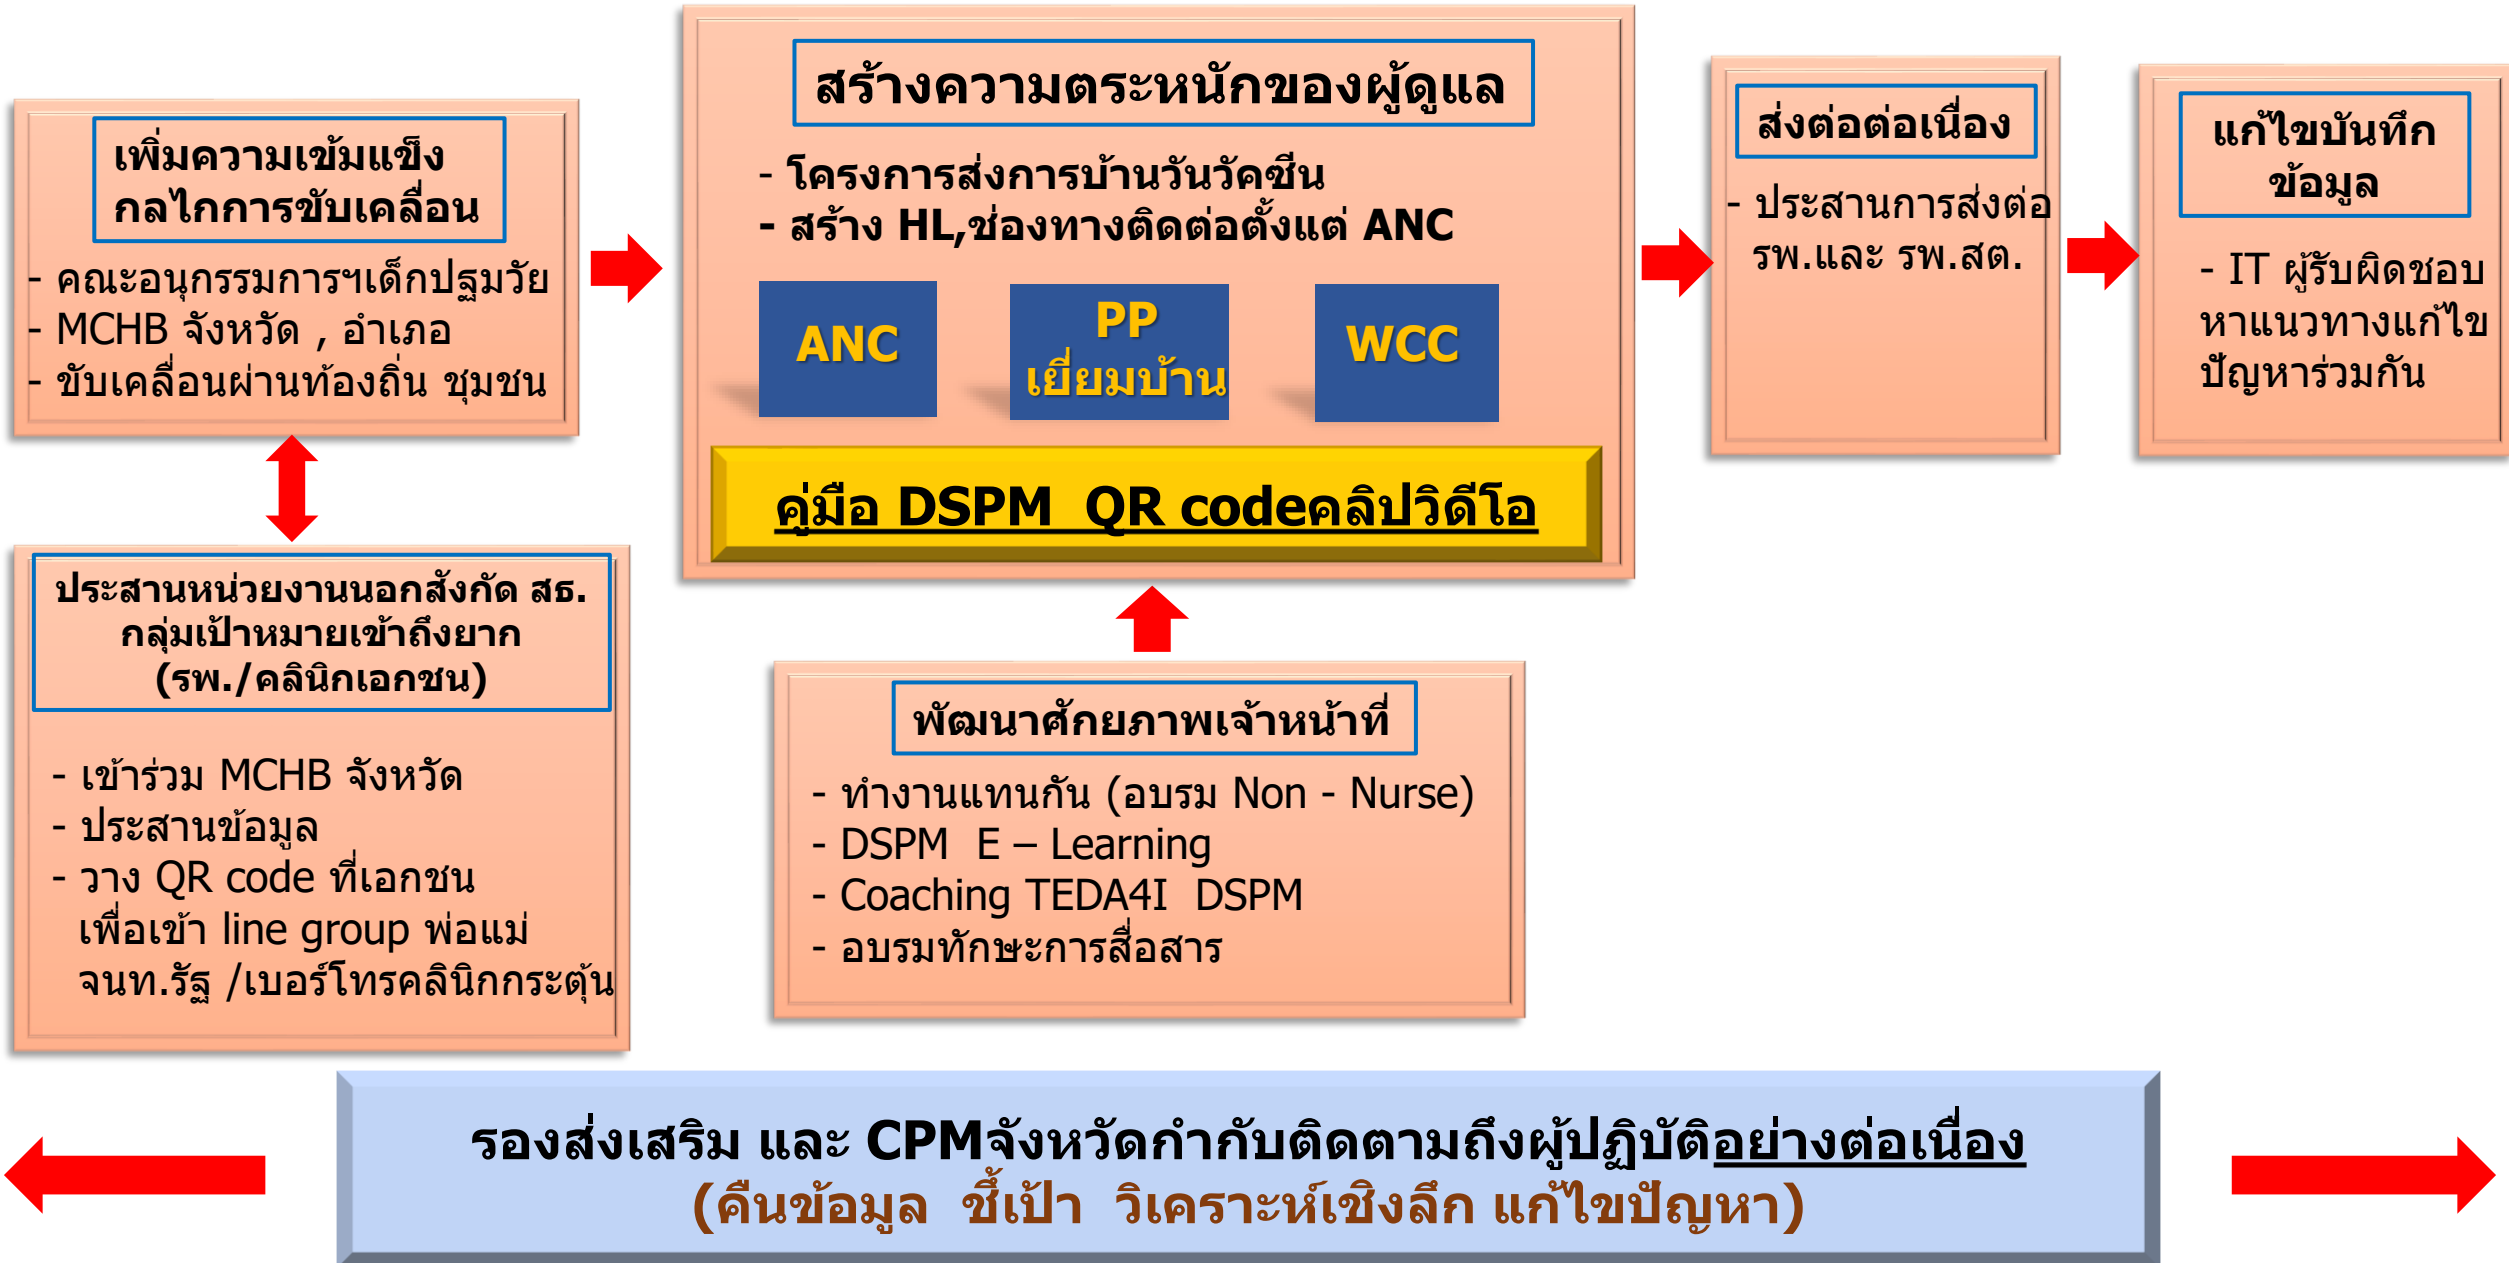 เพิ่มความเข้มแข็ง
กลไกการขับเคลื่อน
- คณะอนุกรรมการฯเด็กปฐมวัย
- MCHB จังหวัด , อำเภอ
- ขับเคลื่อนผ่านท้องถิ่น ชุมชน
สร้างความตระหนักของผู้ดูแล
- โครงการส่งการบ้านวันวัคซีน
- สร้าง HL,ช่องทางติดต่อตั้งแต่ ANC
ANC
PP
เยี่ยมบ้าน
WCC
คู่มือ DSPM QR codeคลิปวิดีโอ
ส่งต่อต่อเนื่อง
- ประสานการส่งต่อ
รพ.และ รพ.สต.
แก้ไขบันทึก
ข้อมูล
- IT ผู้รับผิดชอบ
หาแนวทางแก้ไข
ปัญหาร่วมกัน
ประสานหน่วยงานนอกสังกัด สธ.
กลุ่มเป้าหมายเข้าถึงยาก
(รพ./คลินิกเอกชน)
- เข้าร่วม MCHB จังหวัด
- ประสานข้อมูล
- วาง QR code ที่เอกชน
เพื่อเข้า line group พ่อแม่
จนท.รัฐ /เบอร์โทรคลินิกกระตุ้น
พัฒนาศักยภาพเจ้าหน้าที่
- ทำงานแทนกัน (อบรม Non - Nurse)
- DSPM E – Learning
- Coaching TEDA4I DSPM
- อบรมทักษะการสื่อสาร
รองส่งเสริม และ CPMจังหวัดกำกับติดตามถึงผู้ปฏิบัติอย่างต่อเนื่อง
(คืนข้อมูล ชี้เป้า วิเคราะห์เชิงลึก แก้ไขปัญหา)